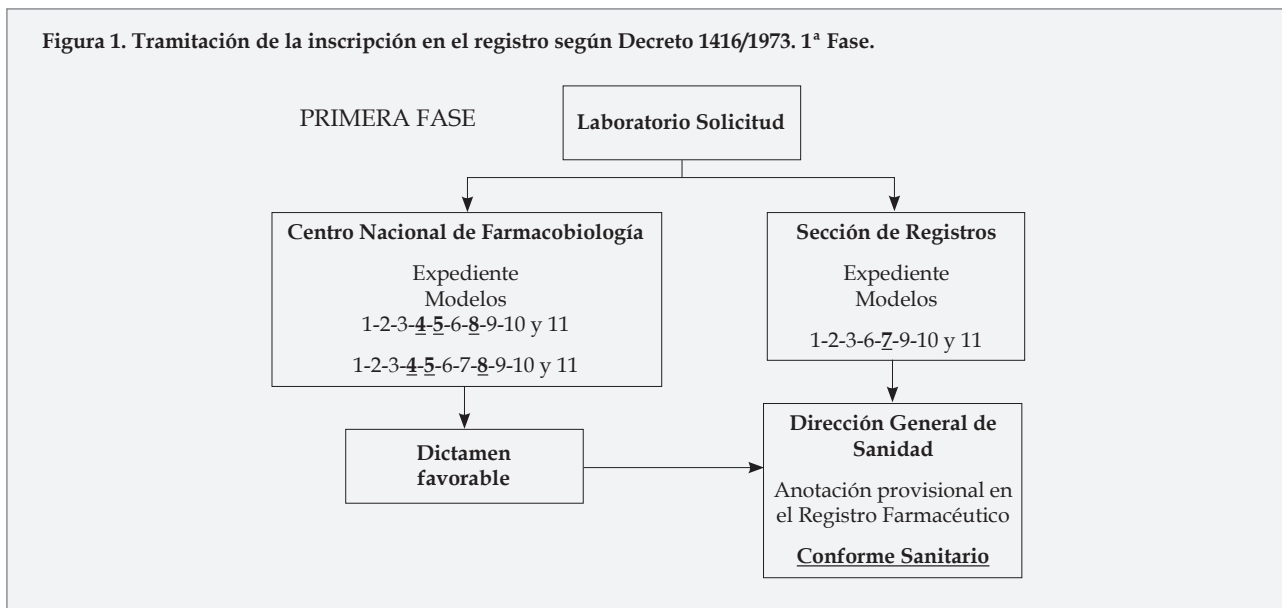 Figura 1. Tramitación de la inscripción en el registro según Decreto 1416/1973. 1ª Fase.
PRIMERA FASE
Laboratorio Solicitud
Centro Nacional de Farmacobiología
Expediente
Modelos
1-2-3-4-5-6-8-9-10 y 11
1-2-3-4-5-6-7-8-9-10 y 11
Sección de Registros
Expediente
Modelos
1-2-3-6-7-9-10 y 11
Dictamen
favorable
Dirección General de
Sanidad
Anotación provisional en
el Registro Farmacéutico
Conforme Sanitario